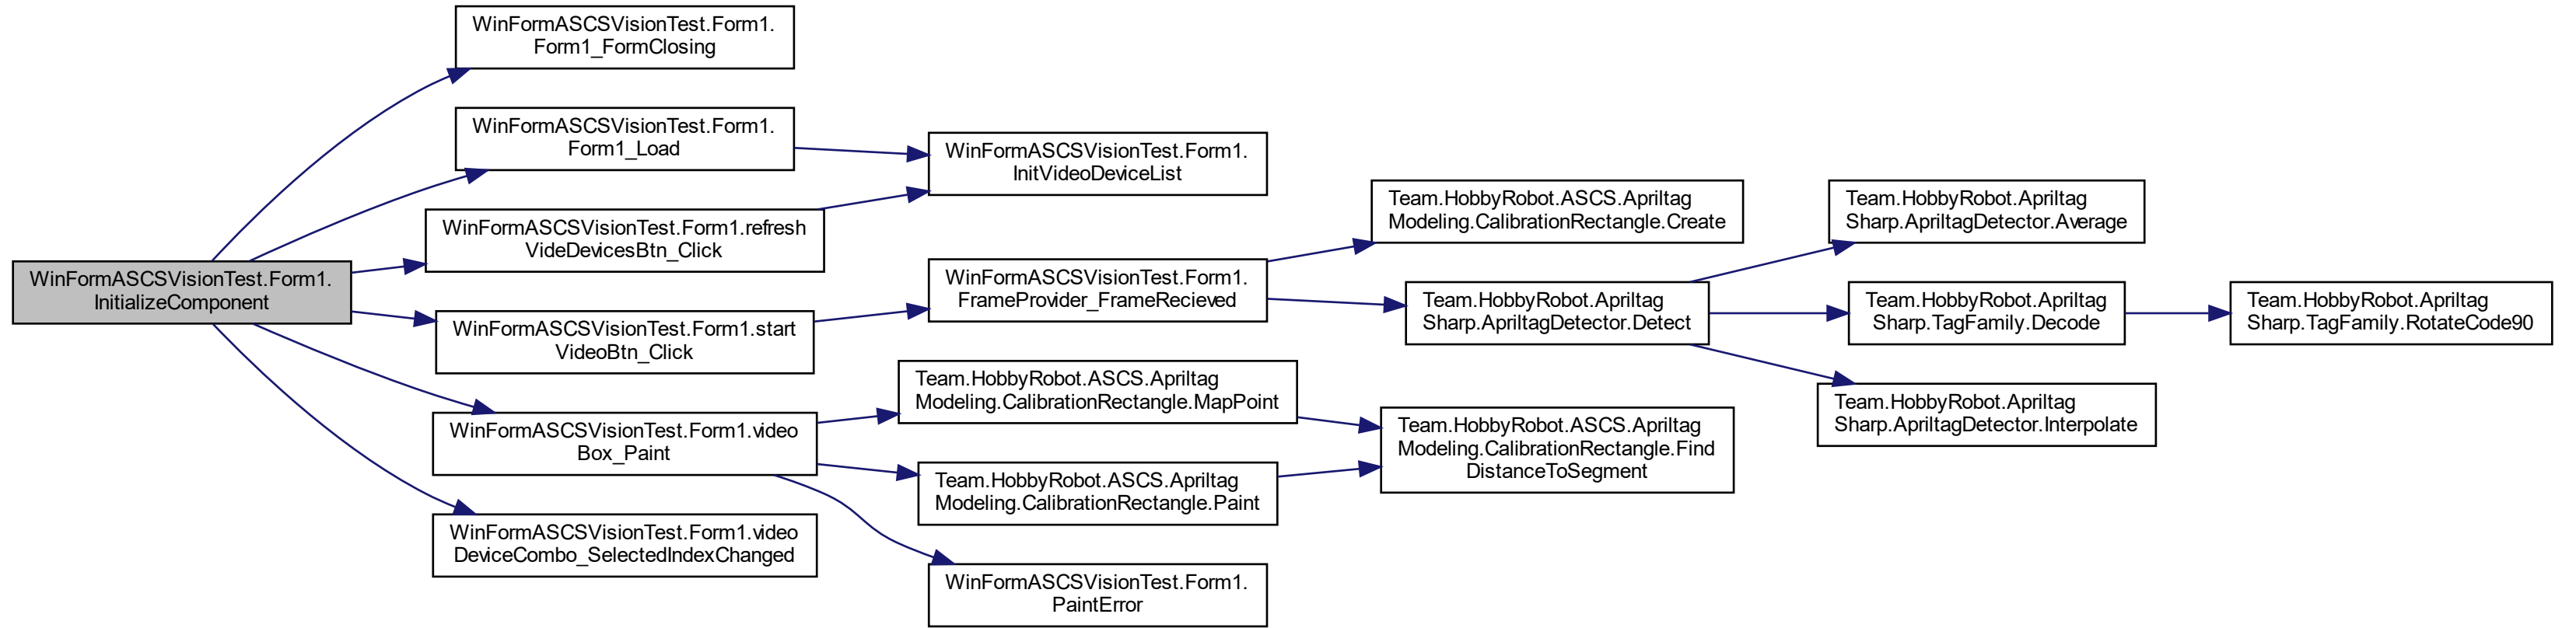 WinFormASCSVisionTest.Form1.
InitializeComponent
WinFormASCSVisionTest.Form1.
Form1_FormClosing
WinFormASCSVisionTest.Form1.
Form1_Load
WinFormASCSVisionTest.Form1.refresh
VideDevicesBtn_Click
WinFormASCSVisionTest.Form1.start
VideoBtn_Click
WinFormASCSVisionTest.Form1.video
Box_Paint
WinFormASCSVisionTest.Form1.video
DeviceCombo_SelectedIndexChanged
WinFormASCSVisionTest.Form1.
InitVideoDeviceList
WinFormASCSVisionTest.Form1.
FrameProvider_FrameRecieved
Team.HobbyRobot.ASCS.Apriltag
Modeling.CalibrationRectangle.MapPoint
Team.HobbyRobot.ASCS.Apriltag
Modeling.CalibrationRectangle.Paint
WinFormASCSVisionTest.Form1.
PaintError
Team.HobbyRobot.ASCS.Apriltag
Modeling.CalibrationRectangle.Create
Team.HobbyRobot.Apriltag
Sharp.ApriltagDetector.Detect
Team.HobbyRobot.ASCS.Apriltag
Modeling.CalibrationRectangle.Find
DistanceToSegment
Team.HobbyRobot.Apriltag
Sharp.ApriltagDetector.Average
Team.HobbyRobot.Apriltag
Sharp.TagFamily.Decode
Team.HobbyRobot.Apriltag
Sharp.ApriltagDetector.Interpolate
Team.HobbyRobot.Apriltag
Sharp.TagFamily.RotateCode90